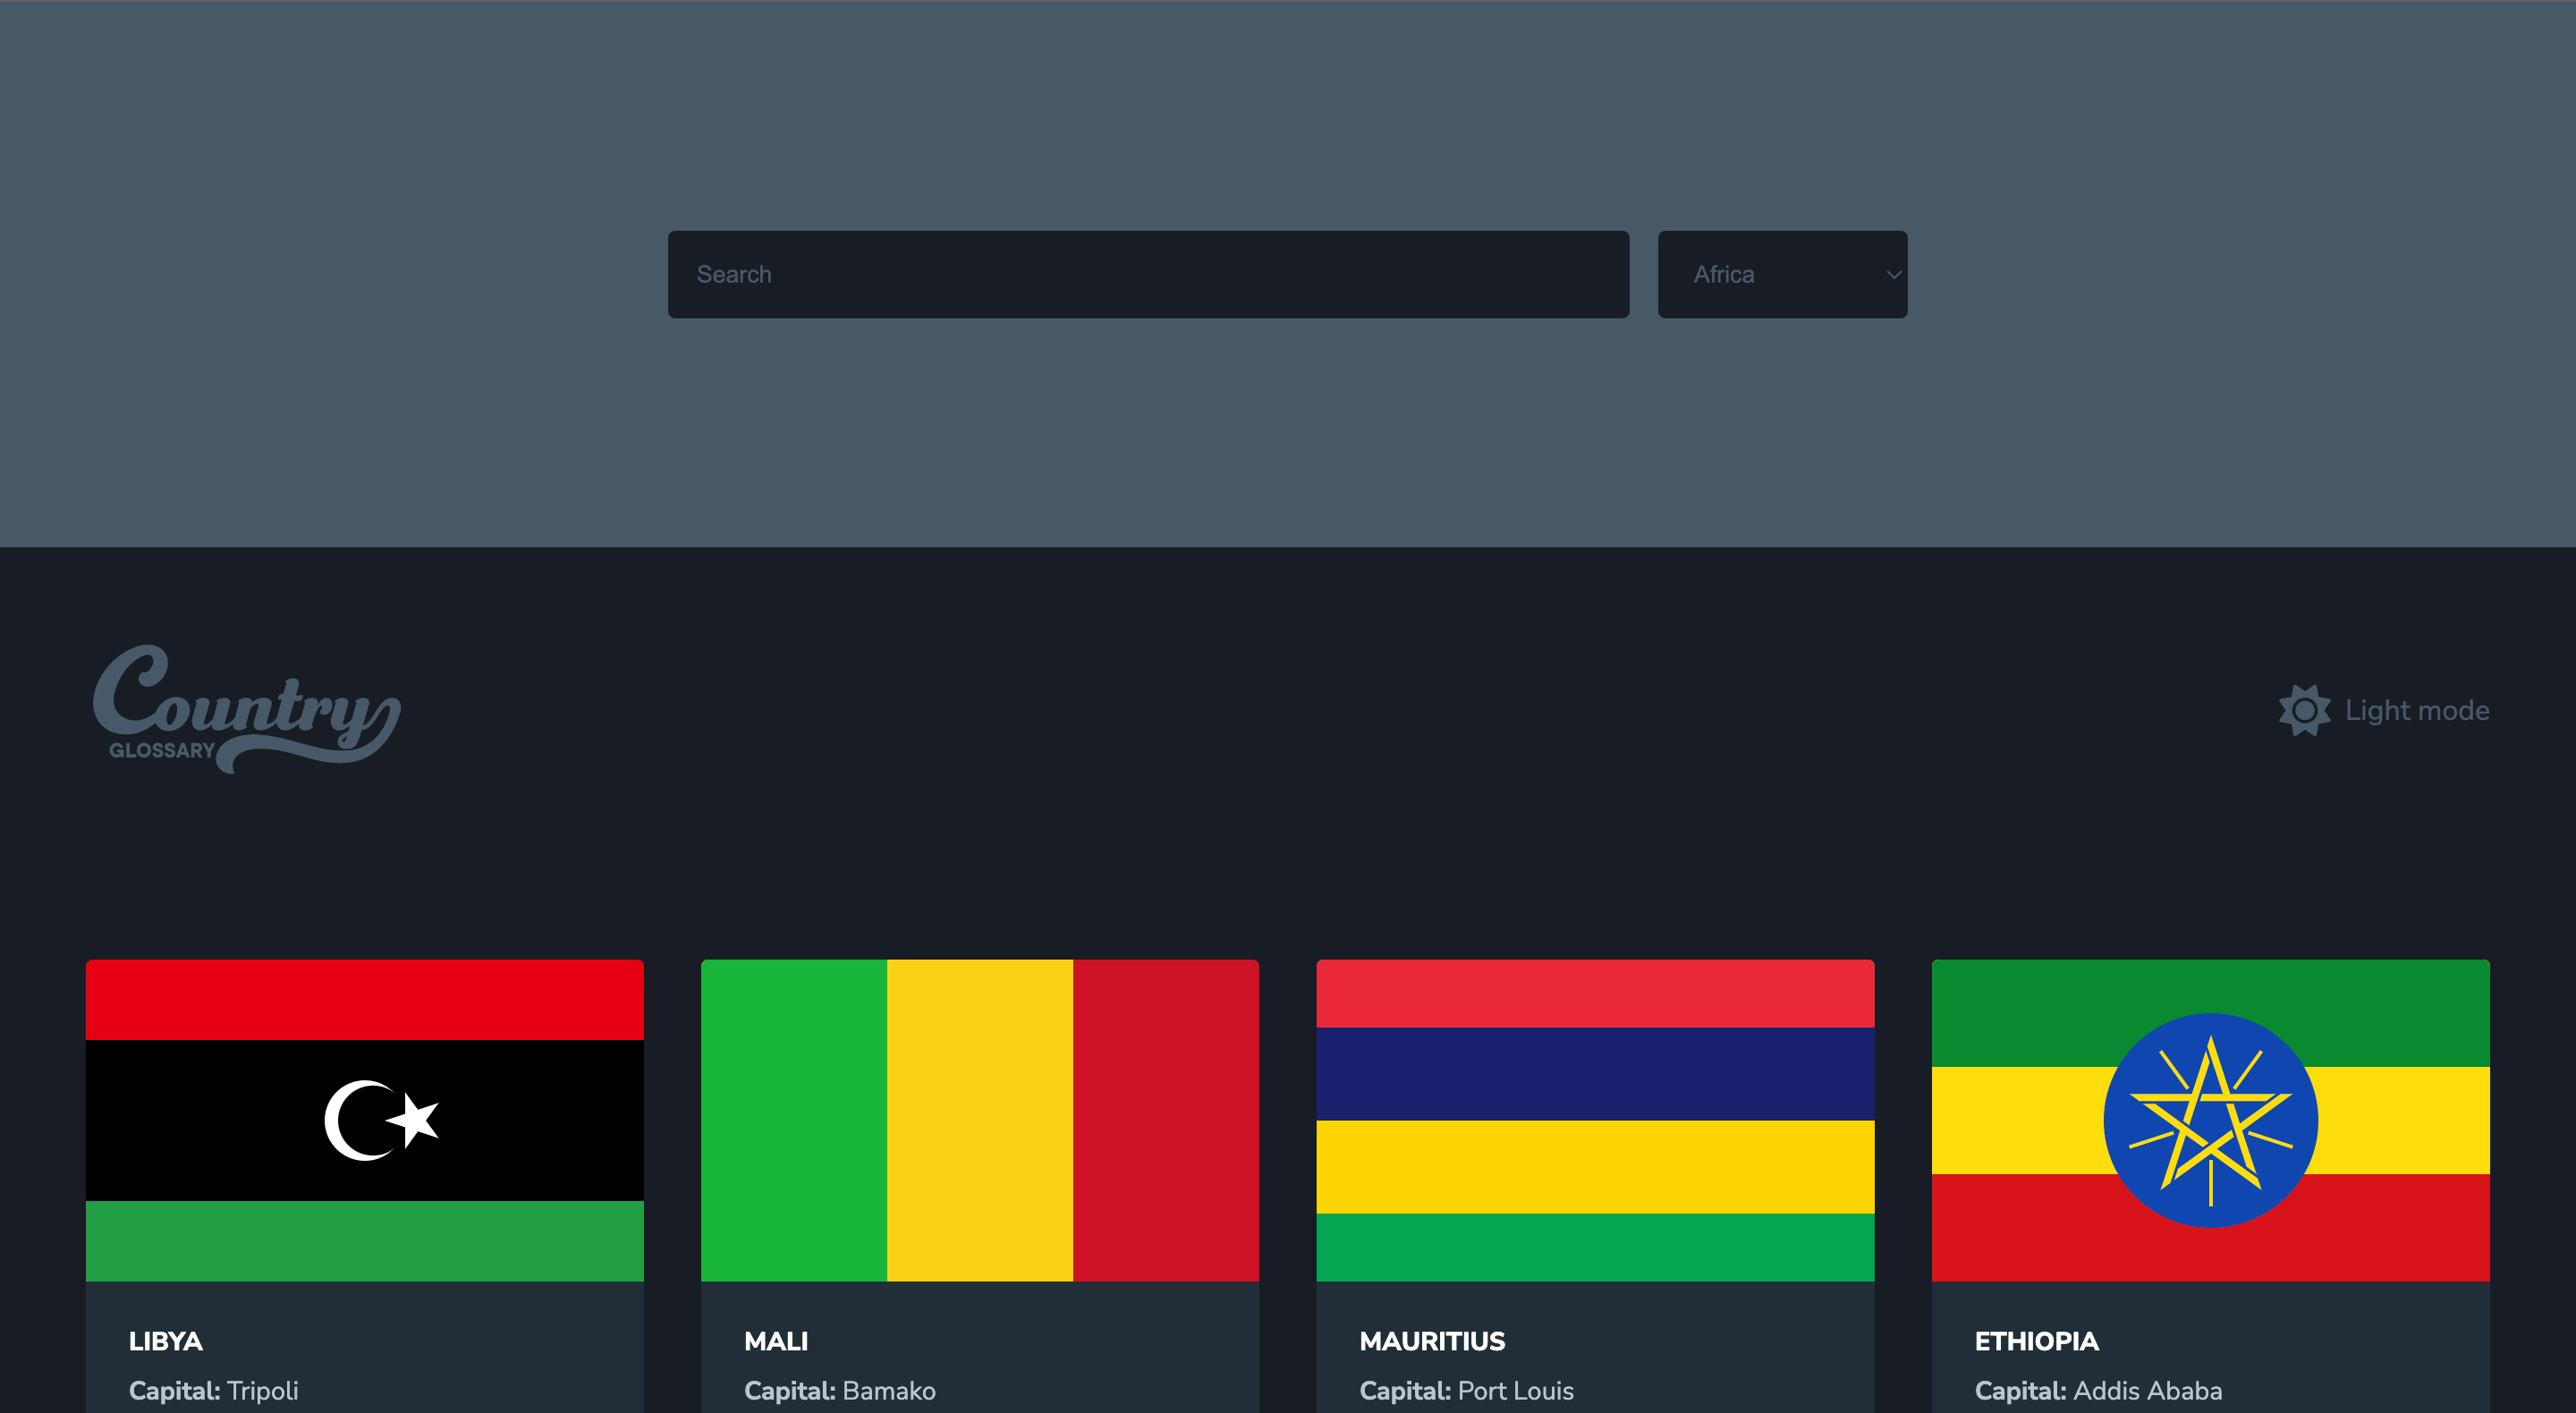 Search
Africa
Country
GLOSSARY
Light mode
LIBYA
Capital: Tripoli
MALI
Capital: Bamako
MAURITIUS
Capital: Port Louis
ETHIOPIA
Capital: Addis Ababa